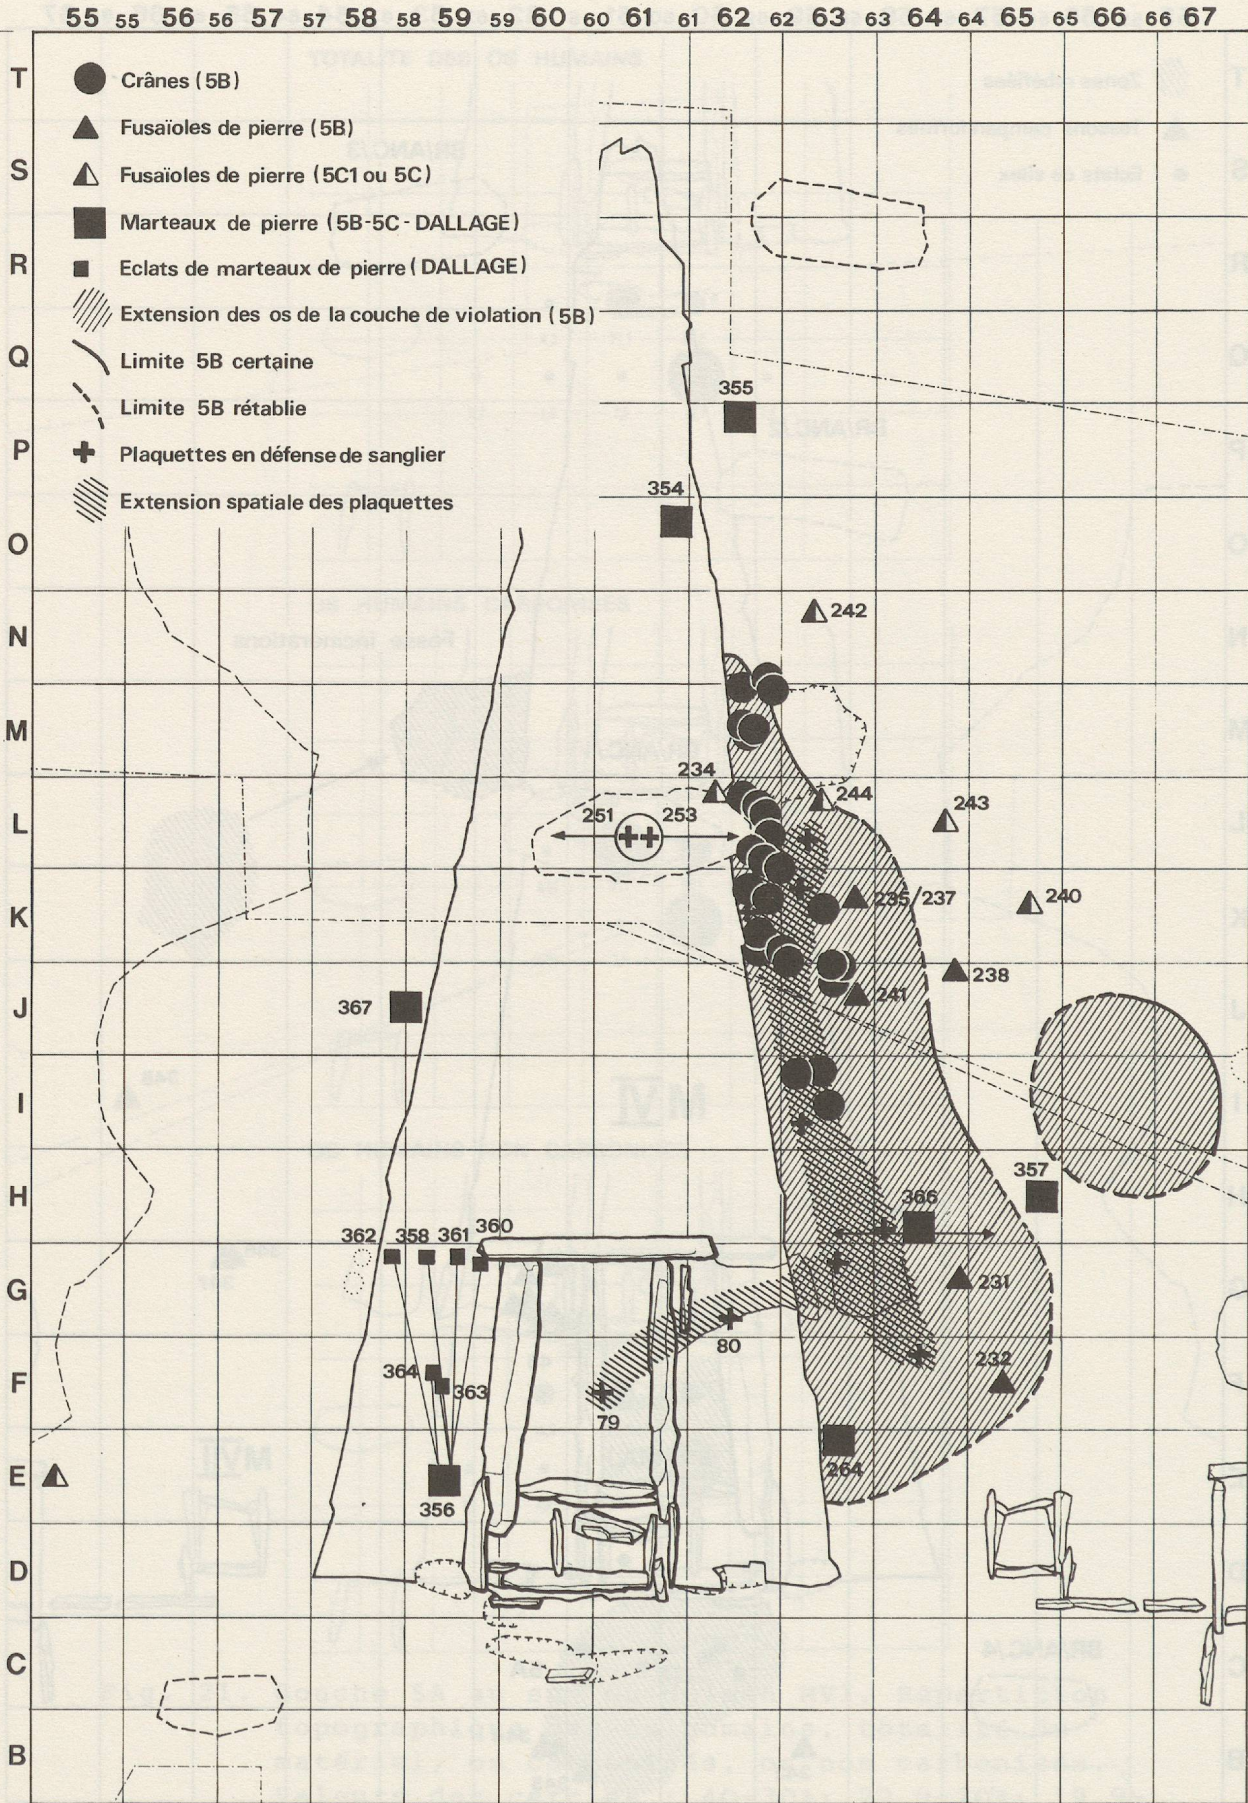 55 55 56 56 57 57 58 58 59 59 60 60 61 61 62 62 63 63 64 64 65 65 66 66 67
T
Crânes (5B)
Fusaïoles de pierre (5B)
S
Fusaïoles de pierre (5C1 ou 5C)
Marteaux de pierre (5B-5C-DALLAGE)
R
Eclats de marteaux de pierre (DALLAGE)
Extension des os de la couche de violation (5B)
Q
Limite 5B certaine
355
Limite 5B rétablie
P
Plaquettes en défense de sanglier
354
Extension spatiale des plaquettes
O
242
N
M
234
244
243
L
251 253
235/237
240
K
238
241
367
J
I
357
H
366
362 358 361 360
G
231
80
364
232
F
363
79
264
E
356
D
C
B